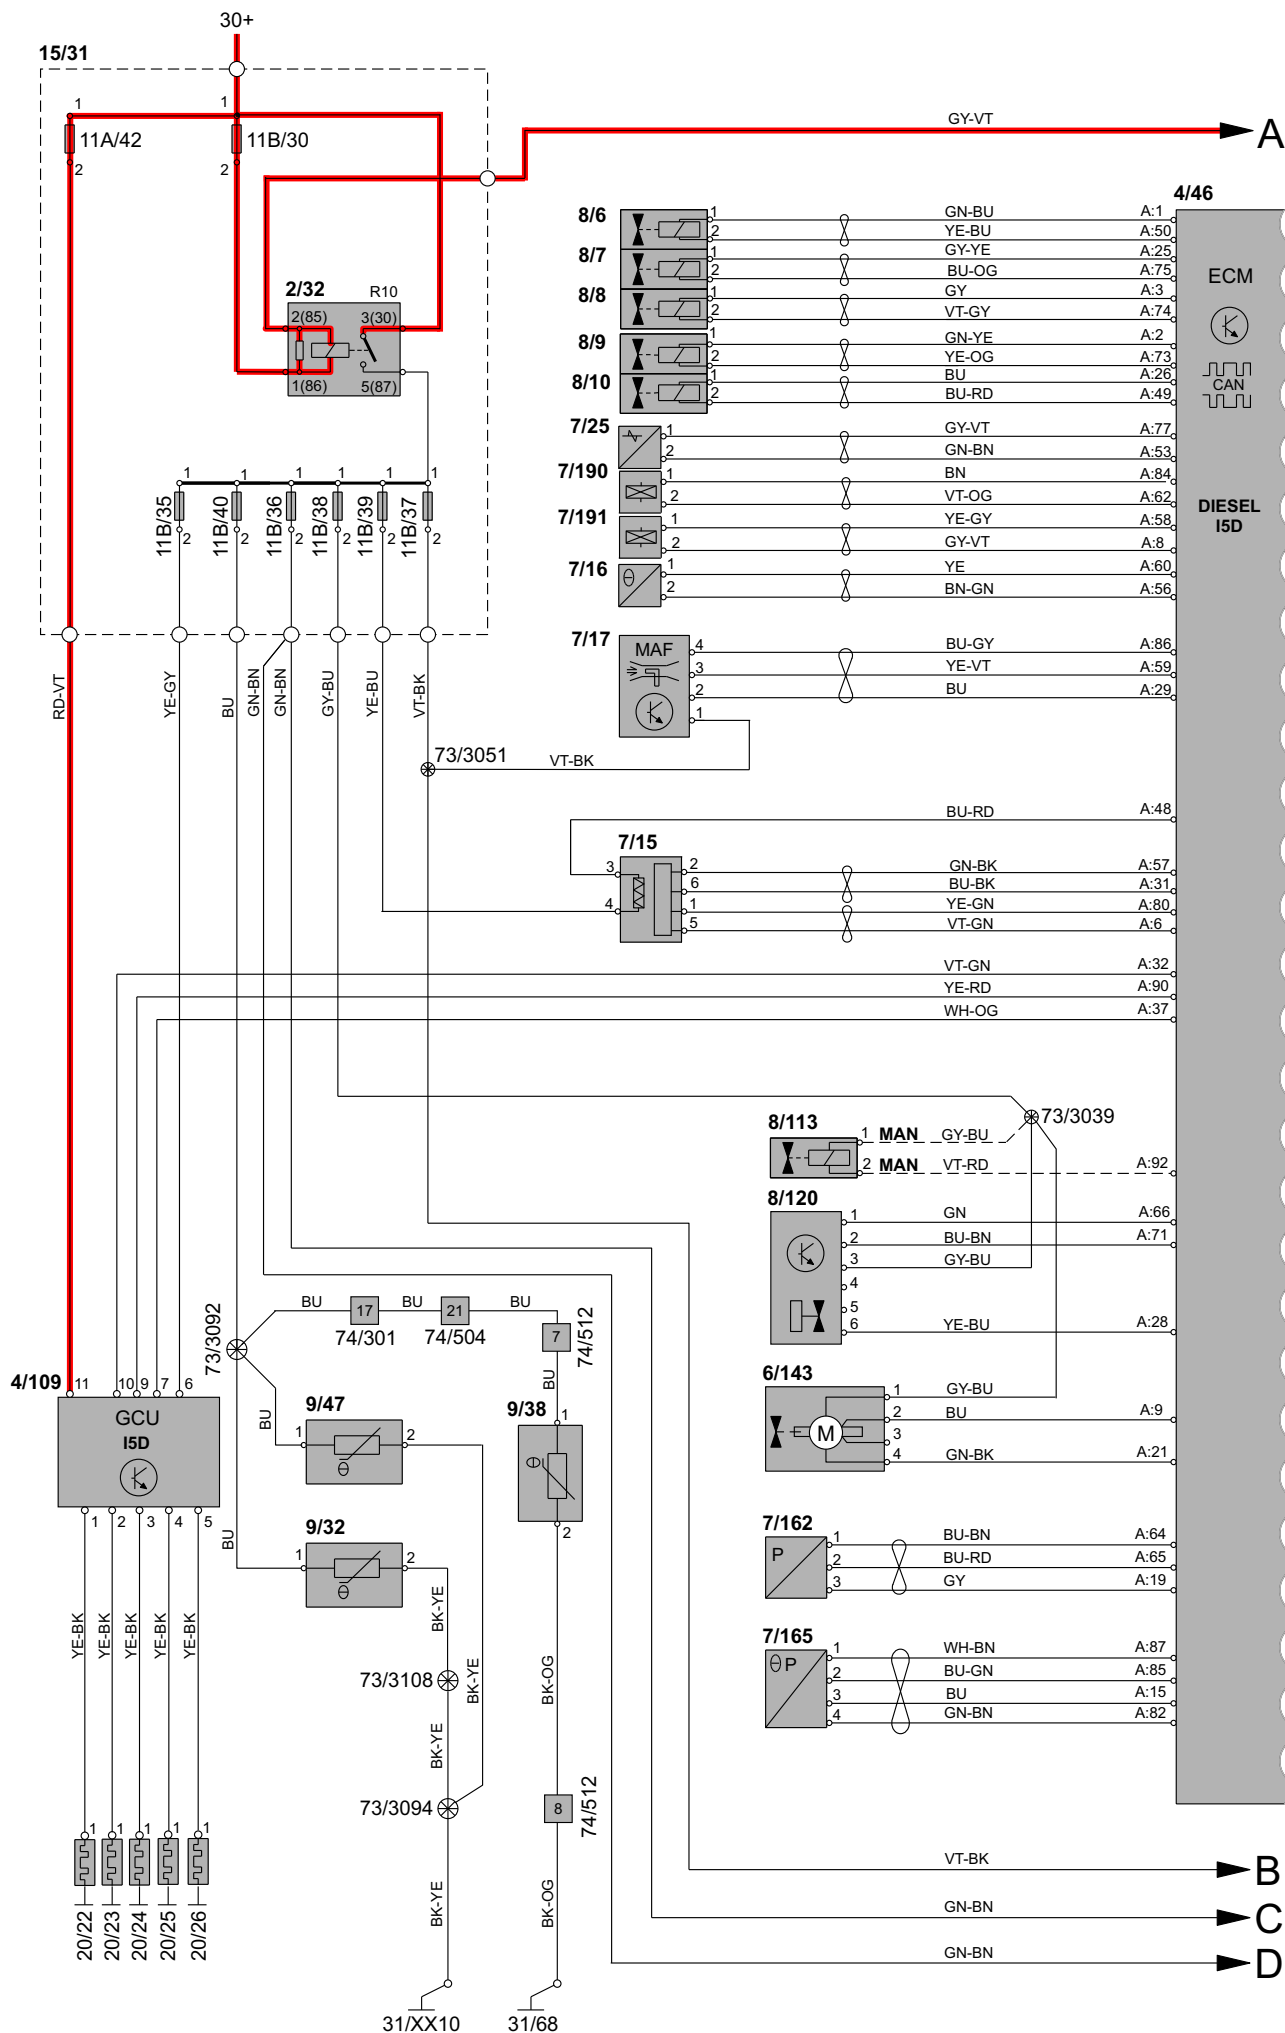 30+
15/31
1
1
11A/42
11B/30
2
2
GY-VT
A
2/32
R10
2(85)
3(30)
1(86)
5(87)
1
1
1
1
1
1
11B/35
11B/40
11B/36
11B/38
11B/39
11B/37
2
2
2
2
2
2
RD-VT
YE-GY
BU
GN-BN
GN-BN
GY-BU
YE-BU
VT-BK
4/46
ECM
CAN
DIESEL
I5D
8/6
1 GN-BU A:1
2 YE-BU A:50
8/7
1 GY-YE A:25
2 BU-OG A:75
8/8
1 GY A:3
2 VT-GY A:74
8/9
1 GN-YE A:2
2 YE-OG A:73
8/10
1 BU A:26
2 BU-RD A:49
7/25
1 GY-VT A:77
2 GN-BN A:53
7/190
1 BN A:84
2 VT-OG A:62
7/191
1 YE-GY A:58
2 GY-VT A:8
7/16
1 YE A:60
2 BN-GN A:56
7/17
MAF
4 BU-GY A:86
3 YE-VT A:59
2 BU A:29
1
73/3051
VT-BK
BU-RD A:48
7/15
3
4
2 GN-BK A:57
6 BU-BK A:31
1 YE-GN A:80
5 VT-GN A:6
VT-GN A:32
YE-RD A:90
WH-OG A:37
73/3039
8/113
1 MAN GY-BU
2 MAN VT-RD A:92
8/120
1 GN A:66
2 BU-BN A:71
3 GY-BU
4
5
6 YE-BU A:28
6/143
M
1 GY-BU
2 BU A:9
3
4 GN-BK A:21
7/162
P
1 BU-BN A:64
2 BU-RD A:65
3 GY A:19
7/165
θ P
1 WH-BN A:87
2 BU-GN A:85
3 BU A:15
4 GN-BN A:82
73/3092
BU
17
74/301
BU
21
74/504
BU
7
74/512
BU
4/109
11
10
9
7
6
GCU
I5D
1
2
3
4
5
BU
9/47
1
2
θ
9/38
1
θ
2
BU
9/32
1
2
θ
YE-BK
YE-BK
YE-BK
YE-BK
YE-BK
BK-YE
BK-YE
BK-OG
73/3108
BK-YE
73/3094
8
74/512
1
1
1
1
1
20/22
20/23
20/24
20/25
20/26
BK-YE
BK-OG
31/XX10
31/68
VT-BK
B
GN-BN
C
GN-BN
D